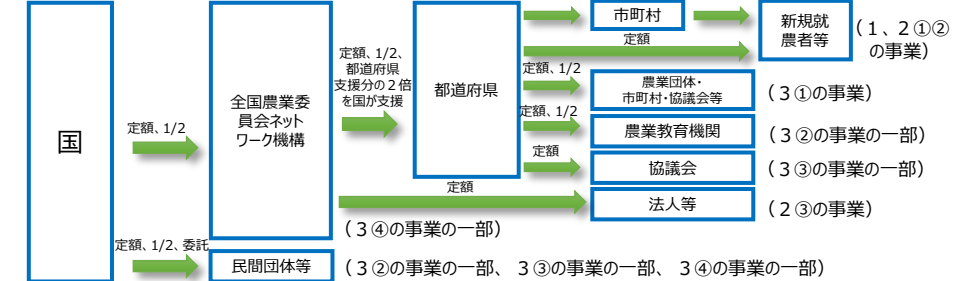 国
定額、1/2
全国農業委
員会ネット
ワーク機構
定額、1/2、
都道府県
支援分の２倍
を国が支援
都道府県
市町村
定額
新規就
農者等
（１、２①②
の事業）
定額、1/2
農業団体・
市町村・協議会等
（３①の事業）
定額、1/2
農業教育機関
（３②の事業の一部）
定額
協議会
（３③の事業の一部）
定額
法人等
（２③の事業）
（３④の事業の一部）
定額、1/2、委託
民間団体等
（３②の事業の一部、３③の事業の一部、３④の事業の一部）